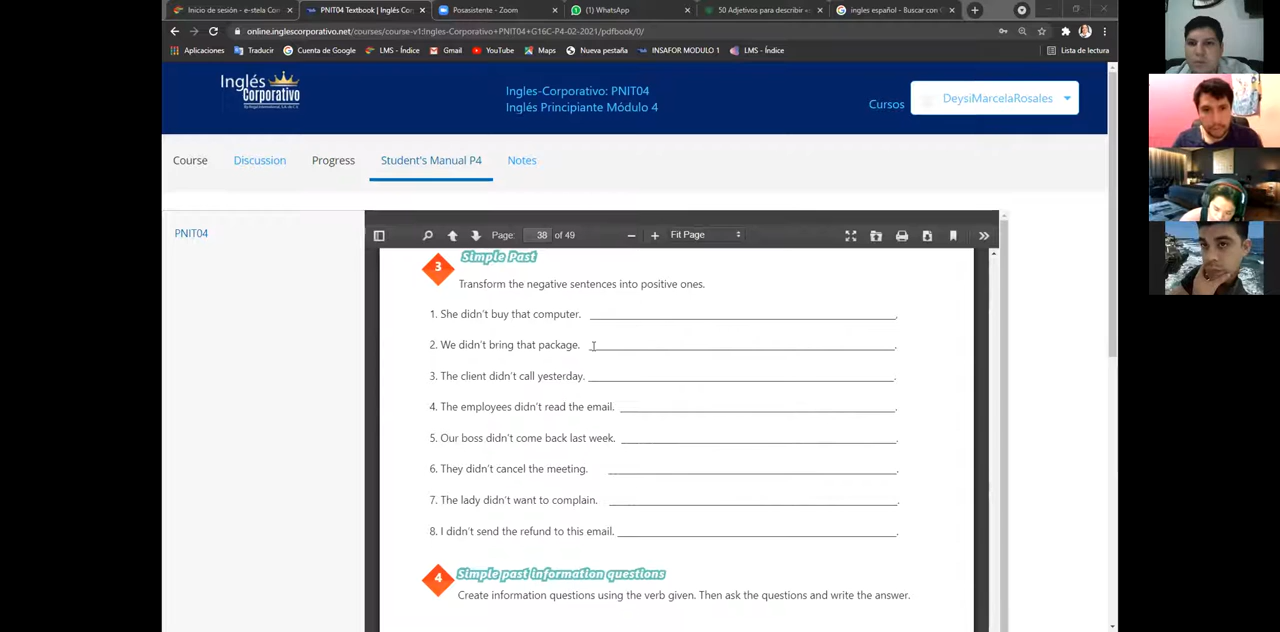 Inicio de sesión - e-stela Co
PNIT04 Textbook | Inglés Cor
Posasistente - Zoom
(1) WhatsApp
50 Adjetivos para describir
ingles español - Buscar con
online.inglescorporativo.net/courses/course-v1:Ingles-Corporativo+PNIT04+G16C-P4-02-2021/pdfbook/0/
Aplicaciones
Traducir
Cuenta de Google
LMS - Índice
Gmail
YouTube
Maps
Nueva pestaña
INSAFOR MODULO 1
LMS - Índice
Lista de lectura
Inglés
Corporativo
Ingles-Corporativo: PNIT04
Inglés Principiante Módulo 4
Cursos
DeysiMarcelaRosales
Course
Discussion
Progress
Student's Manual P4
Notes
PNIT04
Page: 38 of 49
Fit Page
3 Simple Past
Transform the negative sentences into positive ones.
1. She didn't buy that computer.
2. We didn't bring that package.
3. The client didn't call yesterday.
4. The employees didn't read the email.
5. Our boss didn't come back last week.
6. They didn't cancel the meeting.
7. The lady didn't want to complain.
8. I didn't send the refund to this email.
4 Simple past information questions
Create information questions using the verb given. Then ask the questions and write the answer.